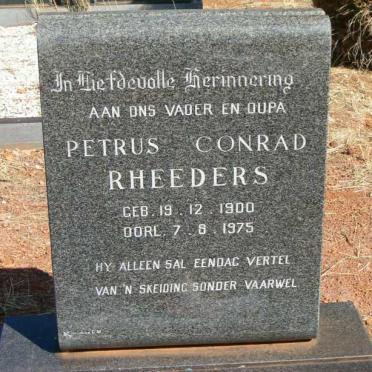 In Liefdevolle Herinnering
AAN ONS VADER EN OUPA
PETRUS CONRAD
RHEEDERS
GEB. 19. 12. 1900
OORL. 7. 8. 1975
HY ALLEEN SAL EENDAG VERTEL
VAN 'N SKEIDING SONDER VAARWEL